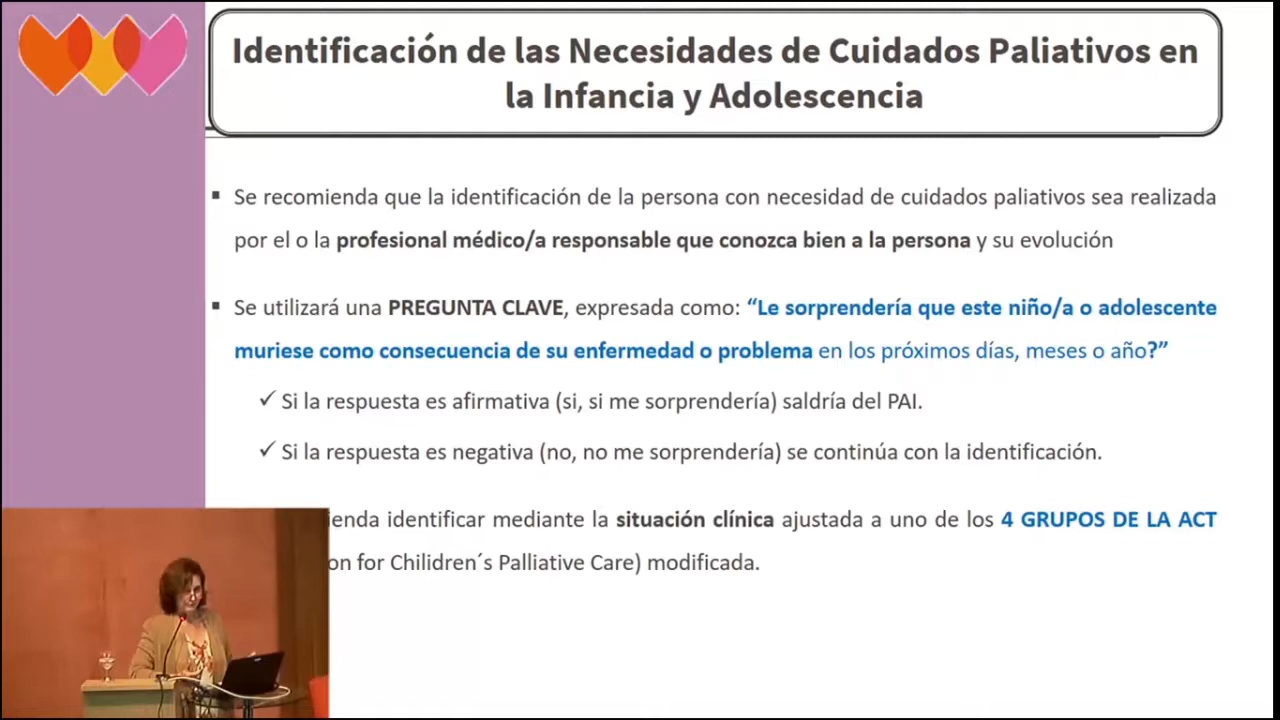 Identificación de las Necesidades de Cuidados Paliativos en
la Infancia y Adolescencia
▪ Se recomienda que la identificación de la persona con necesidad de cuidados paliativos sea realizada
por el o la profesional médico/a responsable que conozca bien a la persona y su evolución
▪ Se utilizará una PREGUNTA CLAVE, expresada como: “Le sorprendería que este niño/a o adolescente
muriese como consecuencia de su enfermedad o problema en los próximos días, meses o año?”
✓ Si la respuesta es afirmativa (si, si me sorprendería) saldría del PAI.
✓ Si la respuesta es negativa (no, no me sorprendería) se continúa con la identificación.
ienda identificar mediante la situación clínica ajustada a uno de los 4 GRUPOS DE LA ACT
on for Chilidren´s Palliative Care) modificada.